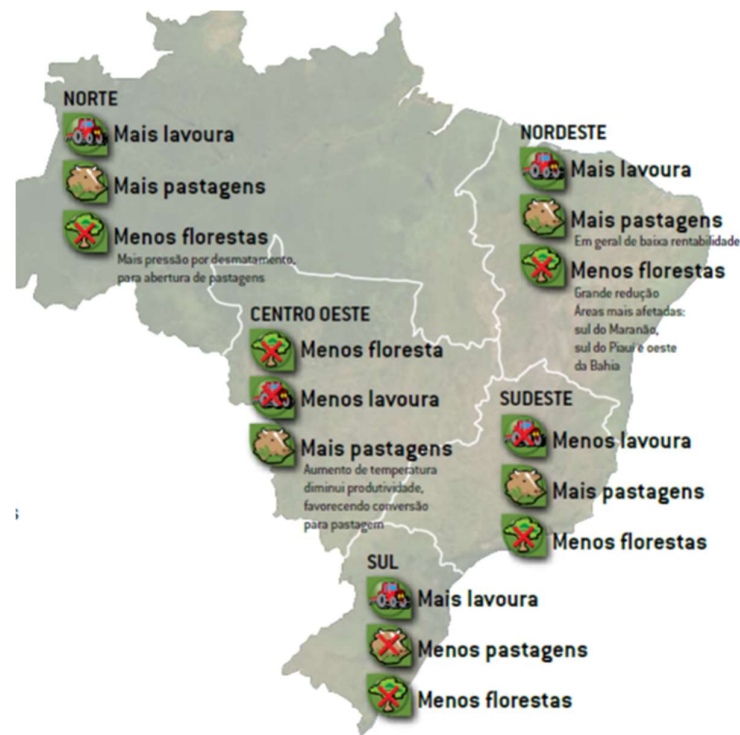 NORTE
Mais lavoura
Mais pastagens
Menos florestas
Mais pressão por desmatamento,
para abertura de pastagens
NORDESTE
Mais lavoura
Mais pastagens
Em geral de baixa rentabilidade
Menos florestas
Grande redução
Áreas mais afetadas:
sul do Maranão,
sul do Piauí e oeste
da Bahia
CENTRO OESTE
Menos floresta
Menos lavoura
Mais pastagens
Aumento de temperatura
diminui produtividade,
favorecendo conversão
para pastagem
SUDESTE
Menos lavoura
Mais pastagens
Menos florestas
SUL
Mais lavoura
Menos pastagens
Menos florestas
s